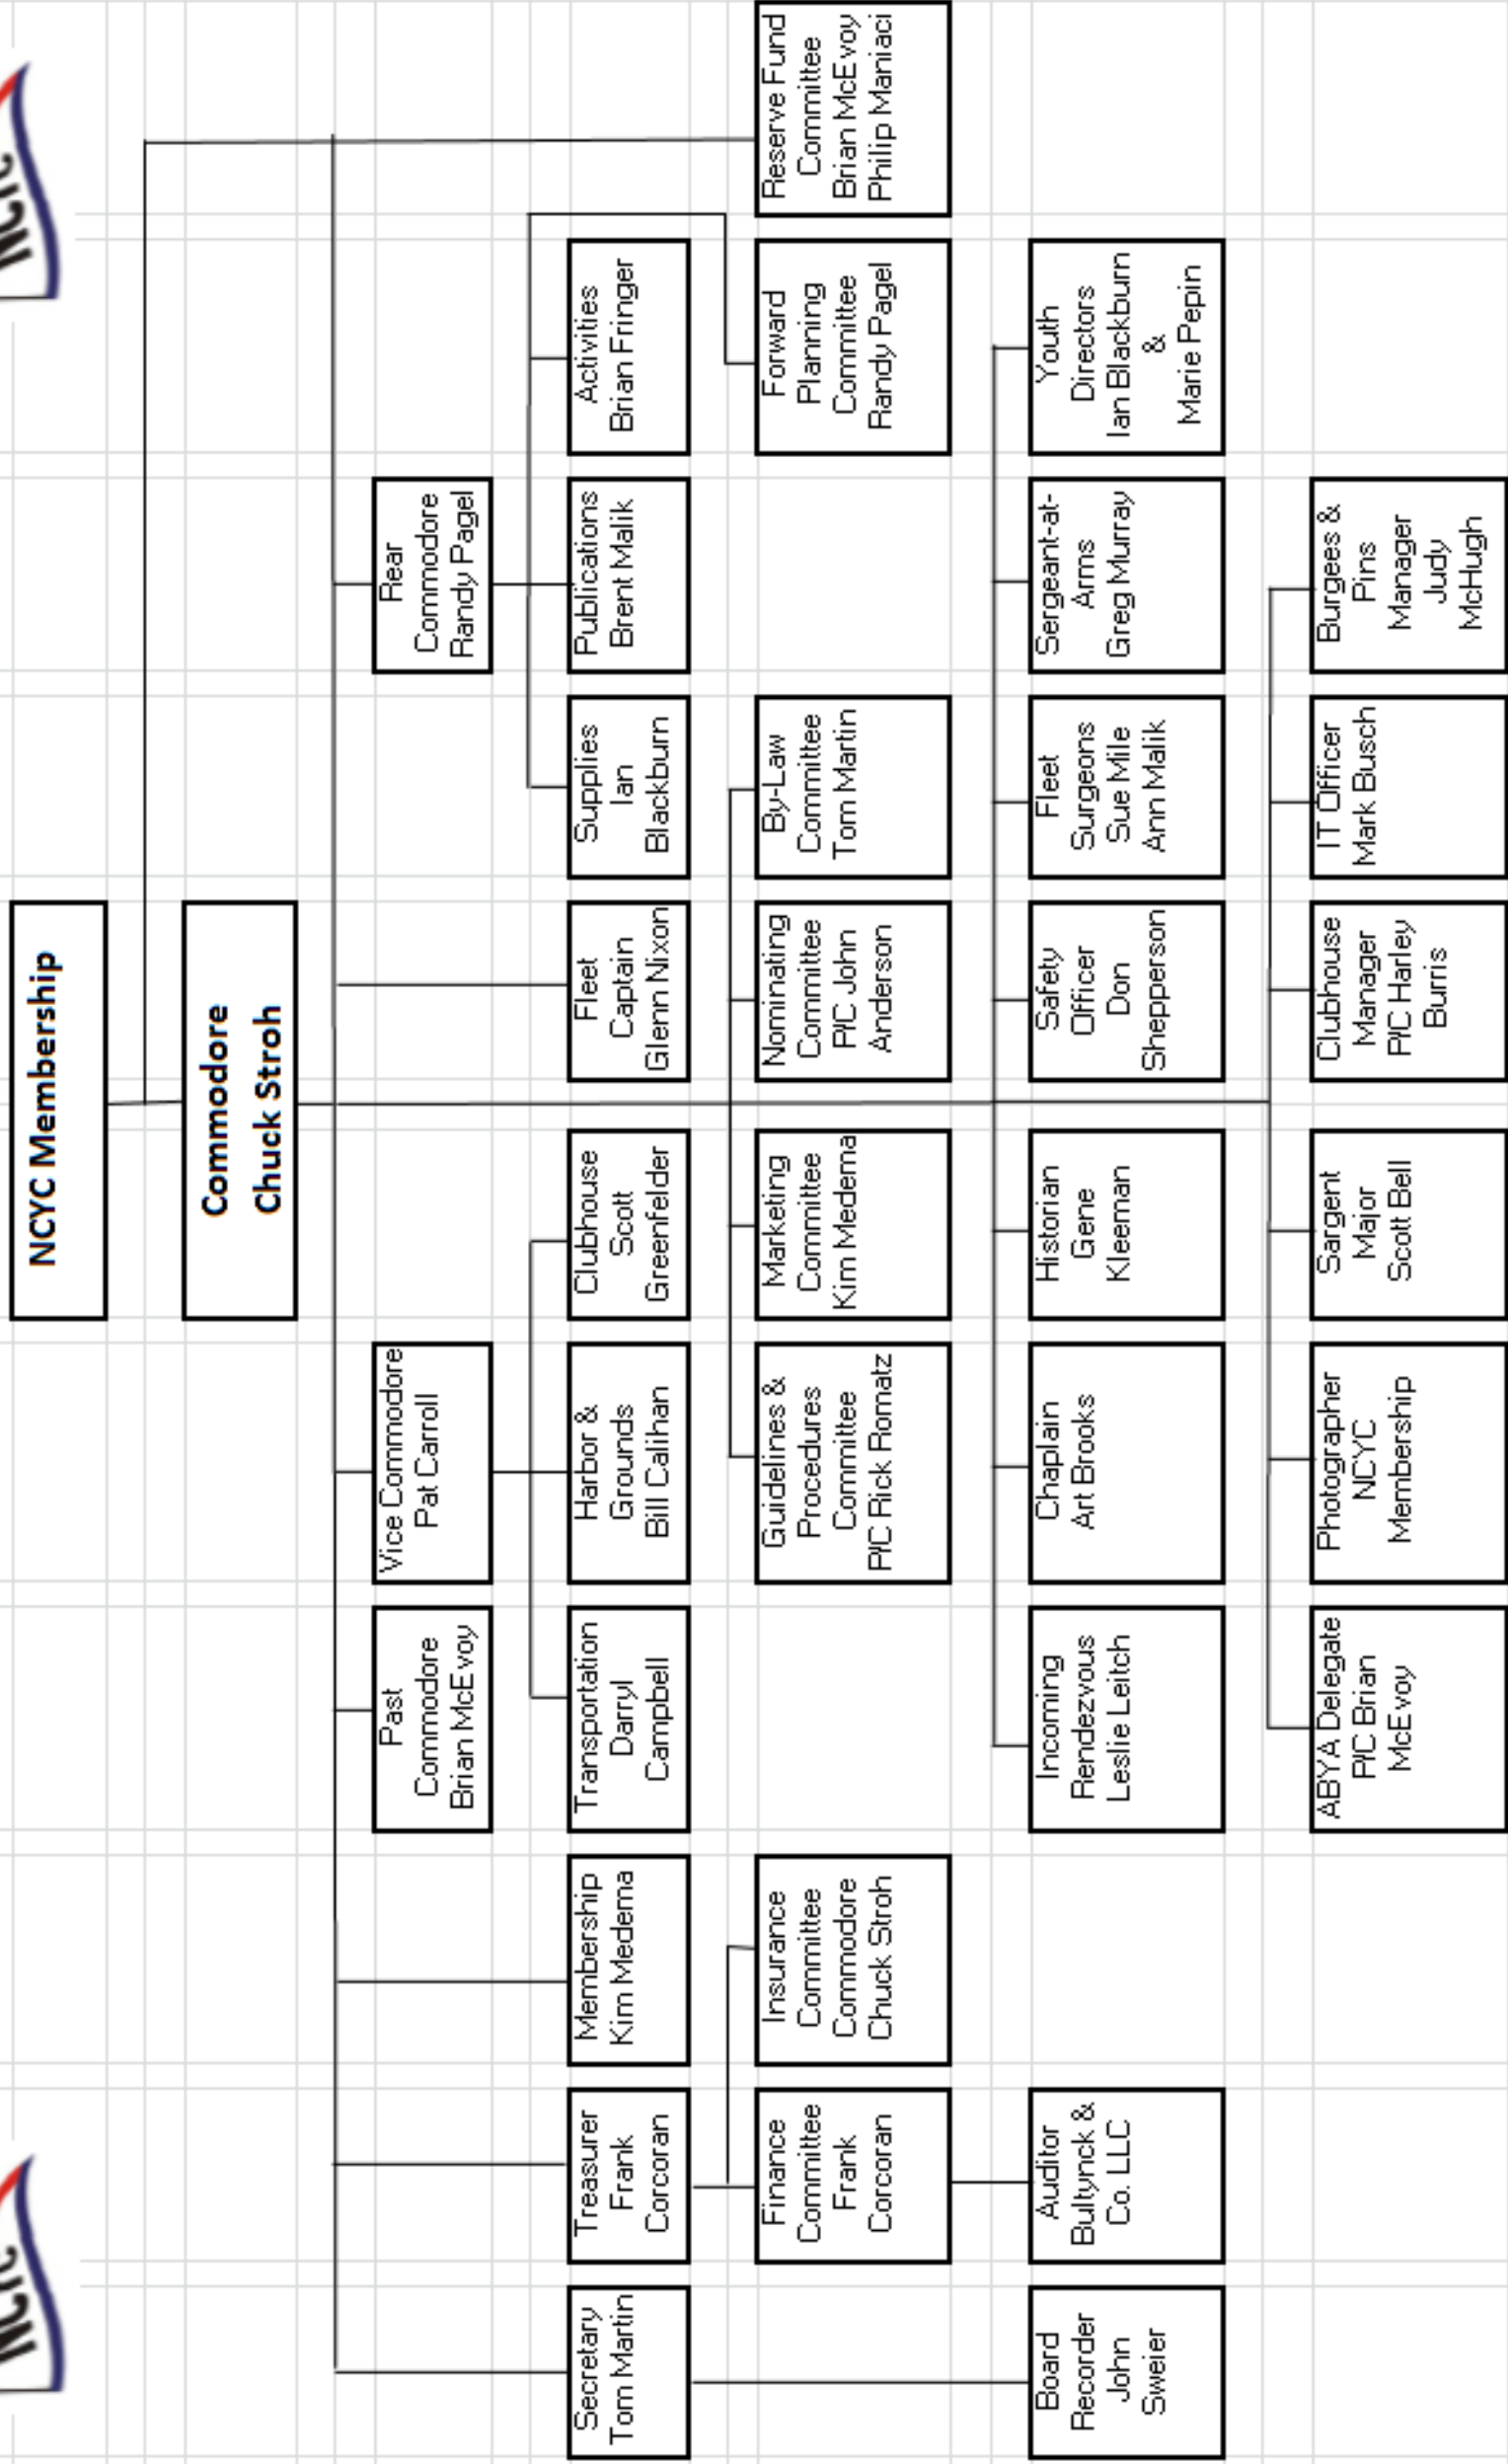 NCYC
NCYC
NCYC Membership
Commodore
Chuck Stroh
Past
Commodore
Brian McEvoy
Vice Commodore
Pat Carroll
Rear
Commodore
Randy Pagel
Secretary
Tom Martin
Treasurer
Frank
Corcoran
Membership
Kim Medema
Transportation
Darryl
Campbell
Harbor &
Grounds
Bill Calihan
Clubhouse
Scott
Greenfelder
Fleet
Captain
Glenn Nixon
Supplies
Ian
Blackburn
Publications
Brent Malik
Activities
Brian Fringer
Finance
Committee
Frank
Corcoran
Insurance
Committee
Commodore
Chuck Stroh
Guidelines &
Procedures
Committee
P/C Rick Romatz
Marketing
Committee
Kim Medema
Nominating
Committee
P/C John
Anderson
By-Law
Committee
Tom Martin
Forward
Planning
Committee
Randy Pagel
Reserve Fund
Committee
Brian McEvoy
Philip Maniaci
Board
Recorder
John
Sweier
Auditor
Bultynck &
Co. LLC
Incoming
Rendezvous
Leslie Leitch
Chaplain
Art Brooks
Historian
Gene
Kleeman
Safety
Officer
Don
Shepperson
Fleet
Surgeons
Sue Mile
Ann Malik
Sergeant-at-
Arms
Greg Murray
Youth
Directors
Ian Blackburn
&
Marie Pepin
ABYA Delegate
P/C Brian
McEvoy
Photographer
NCYC
Membership
Sargent
Major
Scott Bell
Clubhouse
Manager
P/C Harley
Burris
IT Officer
Mark Busch
Burges &
Pins
Manager
Judy
McHugh